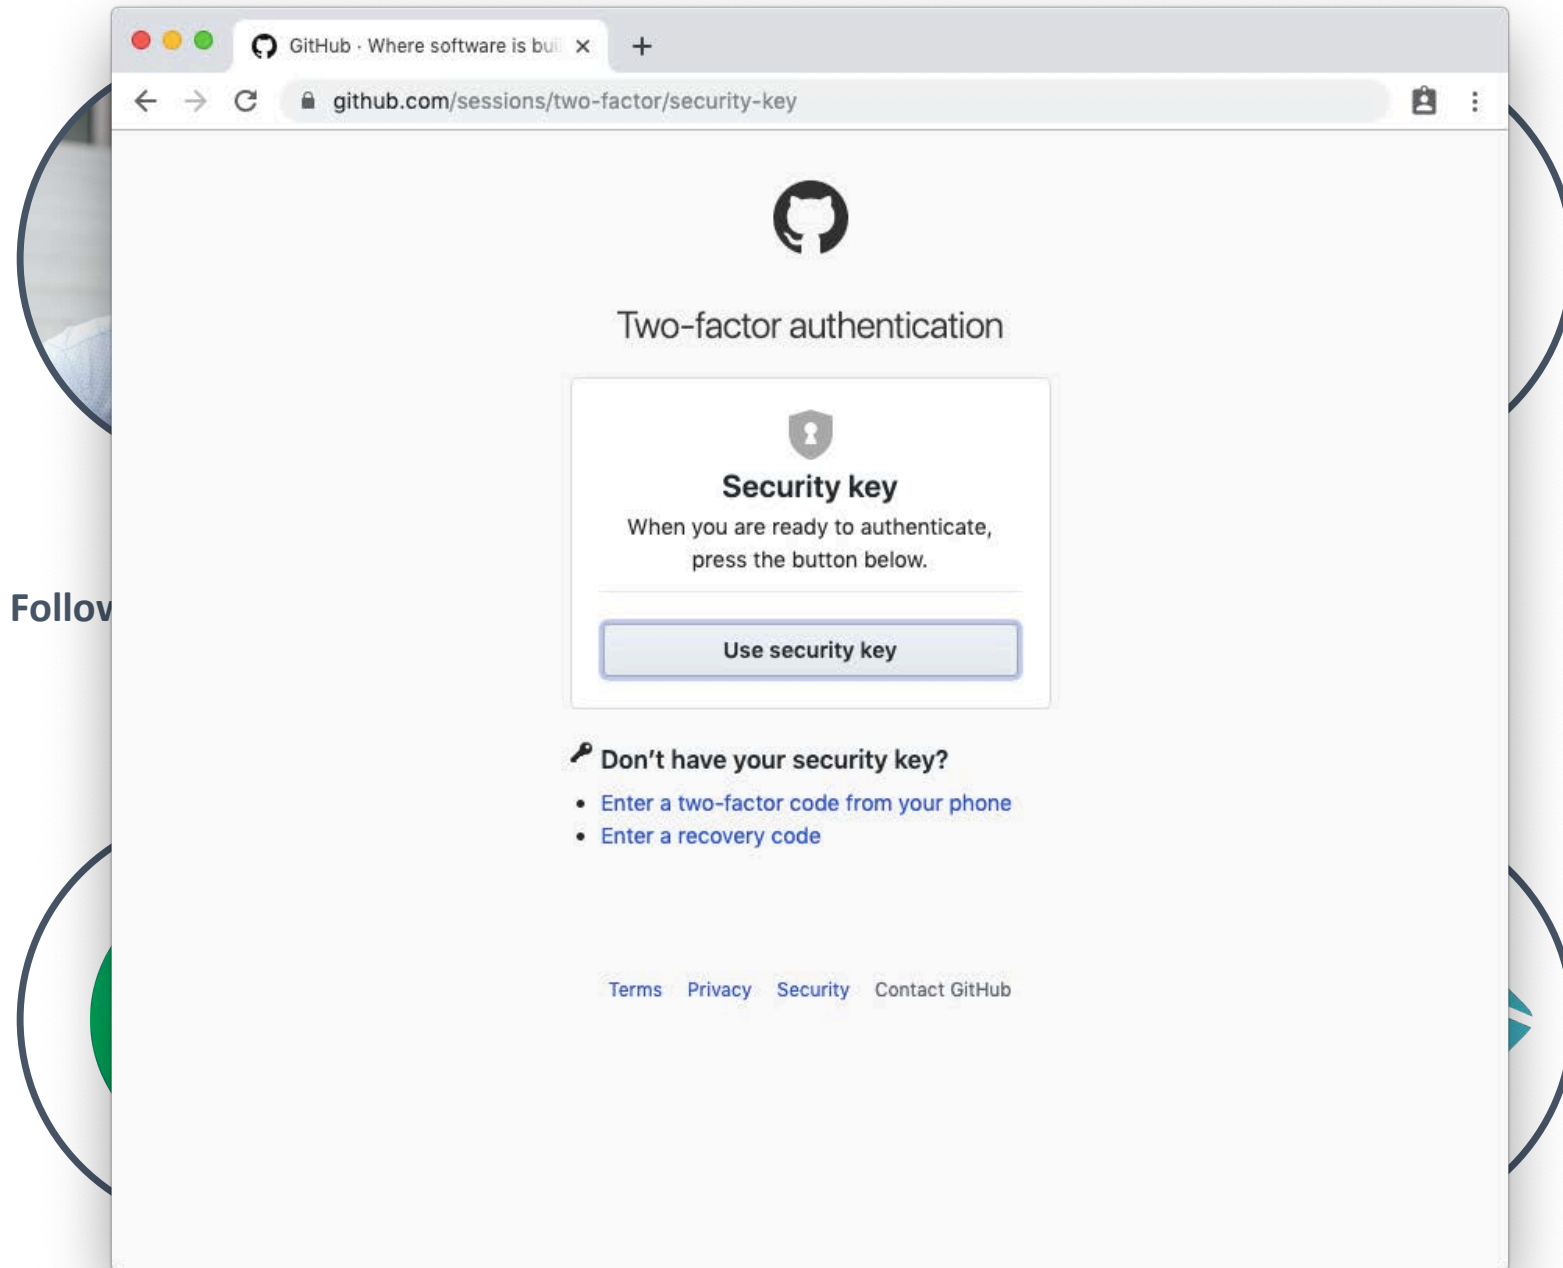 GitHub · Where software is bui
github.com/sessions/two-factor/security-key
Two-factor authentication
Security key
When you are ready to authenticate,
press the button below.
Follow
Use security key
Don't have your security key?
Enter a two-factor code from your phone
Enter a recovery code
Terms Privacy Security Contact GitHub